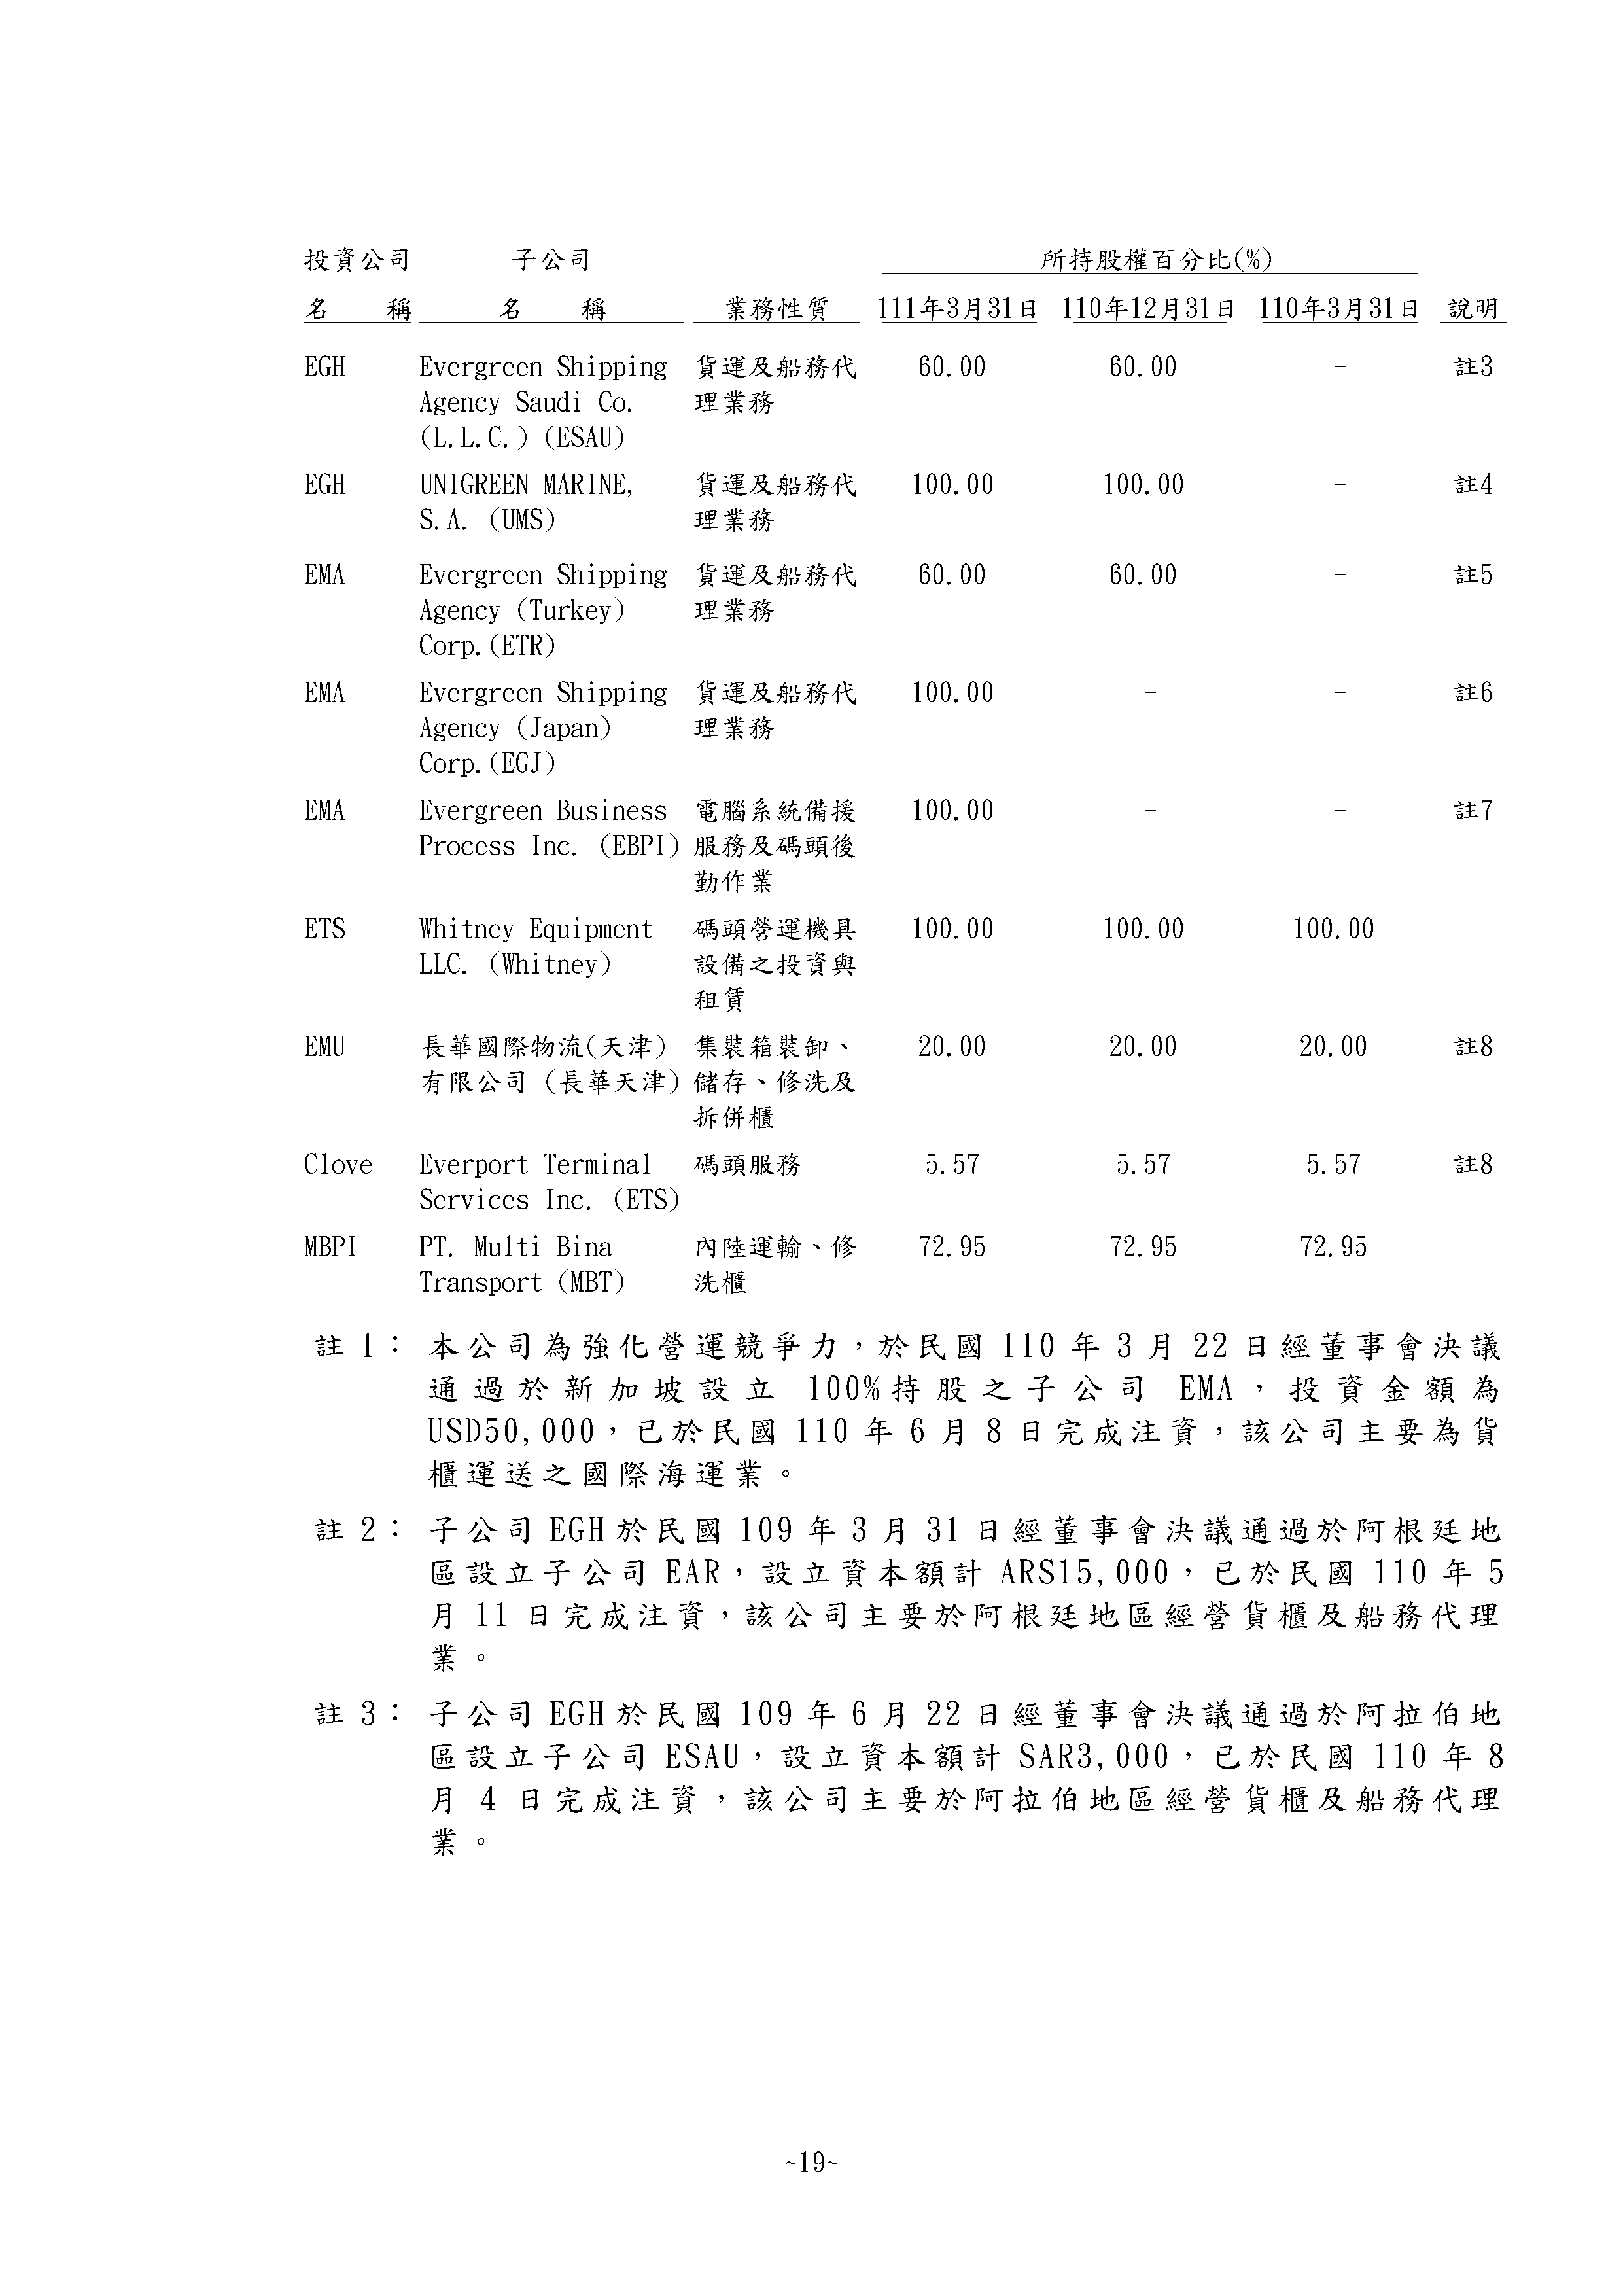 投資公司 子公司 所持股權百分比(%)
名 稱 名 稱 業務性質 111年3月31日 110年12月31日 110年3月31日 說明
EGH Evergreen Shipping 貨運及船務代 60.00 60.00 - 註3
Agency Saudi Co. 理業務
(L.L.C.) (ESAU)
EGH UNIGREEN MARINE, 貨運及船務代 100.00 100.00 - 註4
S.A. (UMS) 理業務
EMA Evergreen Shipping 貨運及船務代 60.00 60.00 - 註5
Agency (Turkey) 理業務
Corp.(ETR)
EMA Evergreen Shipping 貨運及船務代 100.00 - - 註6
Agency (Japan) 理業務
Corp.(EGJ)
EMA Evergreen Business 電腦系統備援 100.00 - - 註7
Process Inc. (EBPI) 服務及碼頭後
勤作業
ETS Whitney Equipment 碼頭營運機具 100.00 100.00 100.00
LLC. (Whitney) 設備之投資與
租賃
EMU 長華國際物流(天津) 集裝箱裝卸、 20.00 20.00 20.00 註8
有限公司 (長華天津) 儲存、修洗及
拆併櫃
Clove Everport Terminal 碼頭服務 5.57 5.57 5.57 註8
Services Inc. (ETS)
MBPI PT. Multi Bina 內陸運輸、修 72.95 72.95 72.95
Transport (MBT) 洗櫃
註 1： 本公司為強化營運競爭力，於民國 110 年 3 月 22 日經董事會決議
通過於新加坡設立 100%持股之子公司 EMA，投資金額為
USD50,000，已於民國 110 年 6 月 8 日完成注資，該公司主要為貨
櫃運送之國際海運業。
註 2： 子公司 EGH 於民國 109 年 3 月 31 日經董事會決議通過於阿根廷地
區設立子公司 EAR，設立資本額計 ARS15,000，已於民國 110 年 5
月 11 日完成注資，該公司主要於阿根廷地區經營貨櫃及船務代理
業。
註 3： 子公司 EGH 於民國 109 年 6 月 22 日經董事會決議通過於阿拉伯地
區設立子公司 ESAU，設立資本額計 SAR3,000，已於民國 110 年 8
月 4 日完成注資，該公司主要於阿拉伯地區經營貨櫃及船務代理
業。
~19~